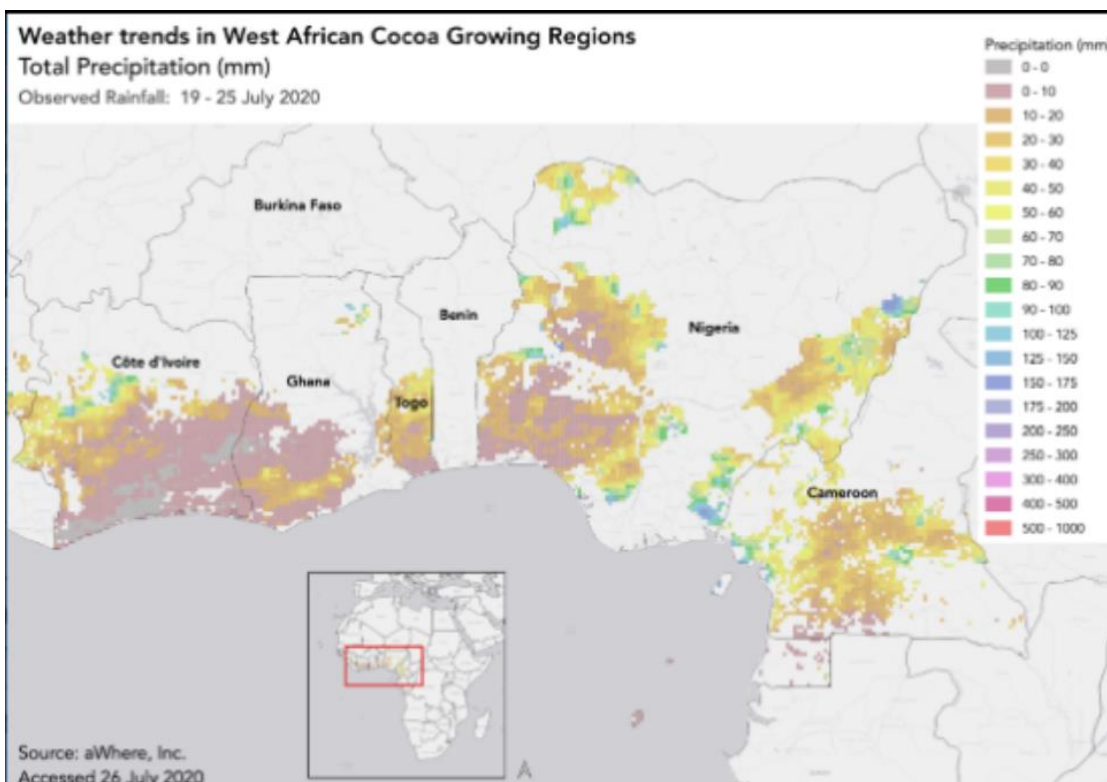 Weather trends in West African Cocoa Growing Regions
Total Precipitation (mm)
Observed Rainfall: 19 - 25 July 2020
Precipitation (mm)
0 - 0
0 - 10
10 - 20
20 - 30
30 - 40
40 - 50
50 - 60
60 - 70
70 - 80
80 - 90
90 - 100
100 - 125
125 - 150
150 - 175
175 - 200
200 - 250
250 - 300
300 - 400
400 - 500
500 - 1000
Burkina Faso
Benin
Nigeria
Côte d'Ivoire
Ghana
Togo
Cameroon
Source: aWhere, Inc.
Accessed 26 July 2020